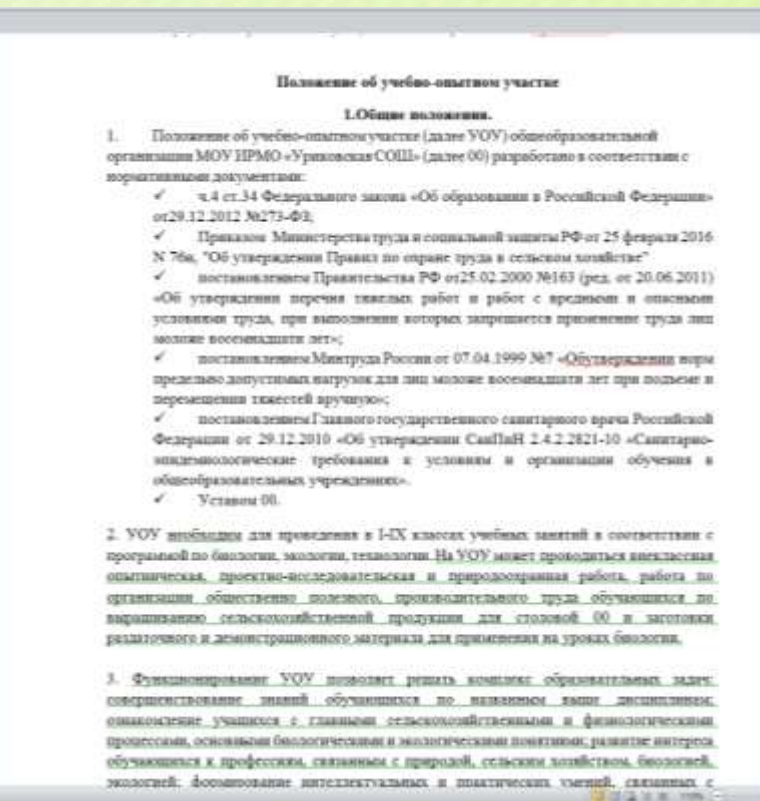 Положение об учебно-опытном участке
1.Общие положения.
1. Положение об учебно-опытном участке (далее УОУ) общеобразовательной
организации МОУ ИРМО «Уриковская СОШ» (далее 00) разработано в соответствии с
нормативными документами:
✓ ч.4 ст.34 Федерального закона «Об образовании в Российской Федерации»
от29.12.2012 №273-ФЗ;
✓ Приказом Министерства труда и социальной защиты РФ от 25 февраля 2016
N 76н, "Об утверждении Правил по охране труда в сельском хозяйстве"
✓ постановлением Правительства РФ от25.02.2000 №163 (ред. от 20.06.2011)
«Об утверждении перечня тяжелых работ и работ с вредными и опасными
условиями труда, при выполнении которых запрещается применение труда лиц
моложе восемнадцати лет»;
✓ постановлением Минтруда России от 07.04.1999 №7 «Обутверждении норм
предельно допустимых нагрузок для лиц моложе восемнадцати лет при подъеме и
перемещении тяжестей вручную»;
✓ постановлением Главного государственного санитарного врача Российской
Федерации от 29.12.2010 «Об утверждении СанПиН 2.4.2.2821-10 «Санитарно-
эпидемиологические требования к условиям и организации обучения в
общеобразовательных учреждениях».
✓ Уставом 00.
2. УОУ необходим для проведения в I-IX классах учебных занятий в соответствии с
программой по биологии, экологии, технологии. На УОУ может проводиться внеклассная
опытническая, проектно-исследовательская и природоохранная работа, работа по
организации общественно полезного, производительного труда обучающихся по
выращиванию сельскохозяйственной продукции для столовой 00 и заготовки
раздаточного и демонстрационного материала для применения на уроках биологии.
3. Функционирование УОУ позволяет решать комплекс образовательных задач:
совершенствование знаний обучающихся по названным выше дисциплинам;
ознакомление учащихся с главными сельскохозяйственными и физиологическими
процессами, основными биологическими и экологическими понятиями; развитие интереса
обучающихся к профессиям, связанным с природой, сельским хозяйством, биологией,
экологией; формирование интеллектуальных и практических умений, связанных с